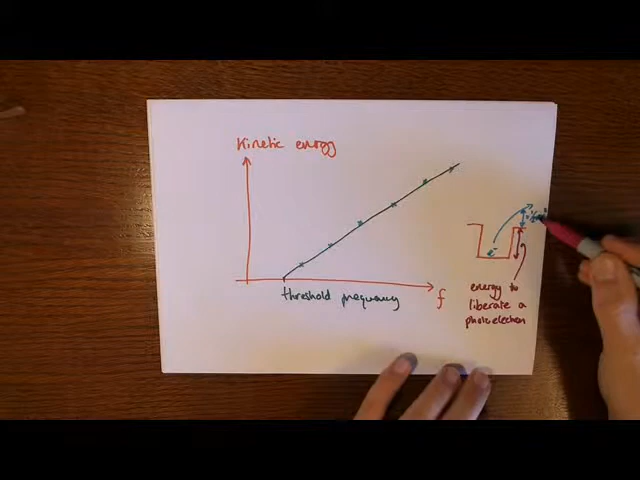 Kinetic energy
f
threshold frequency
e⁻
energy to
liberate a
photoelectron